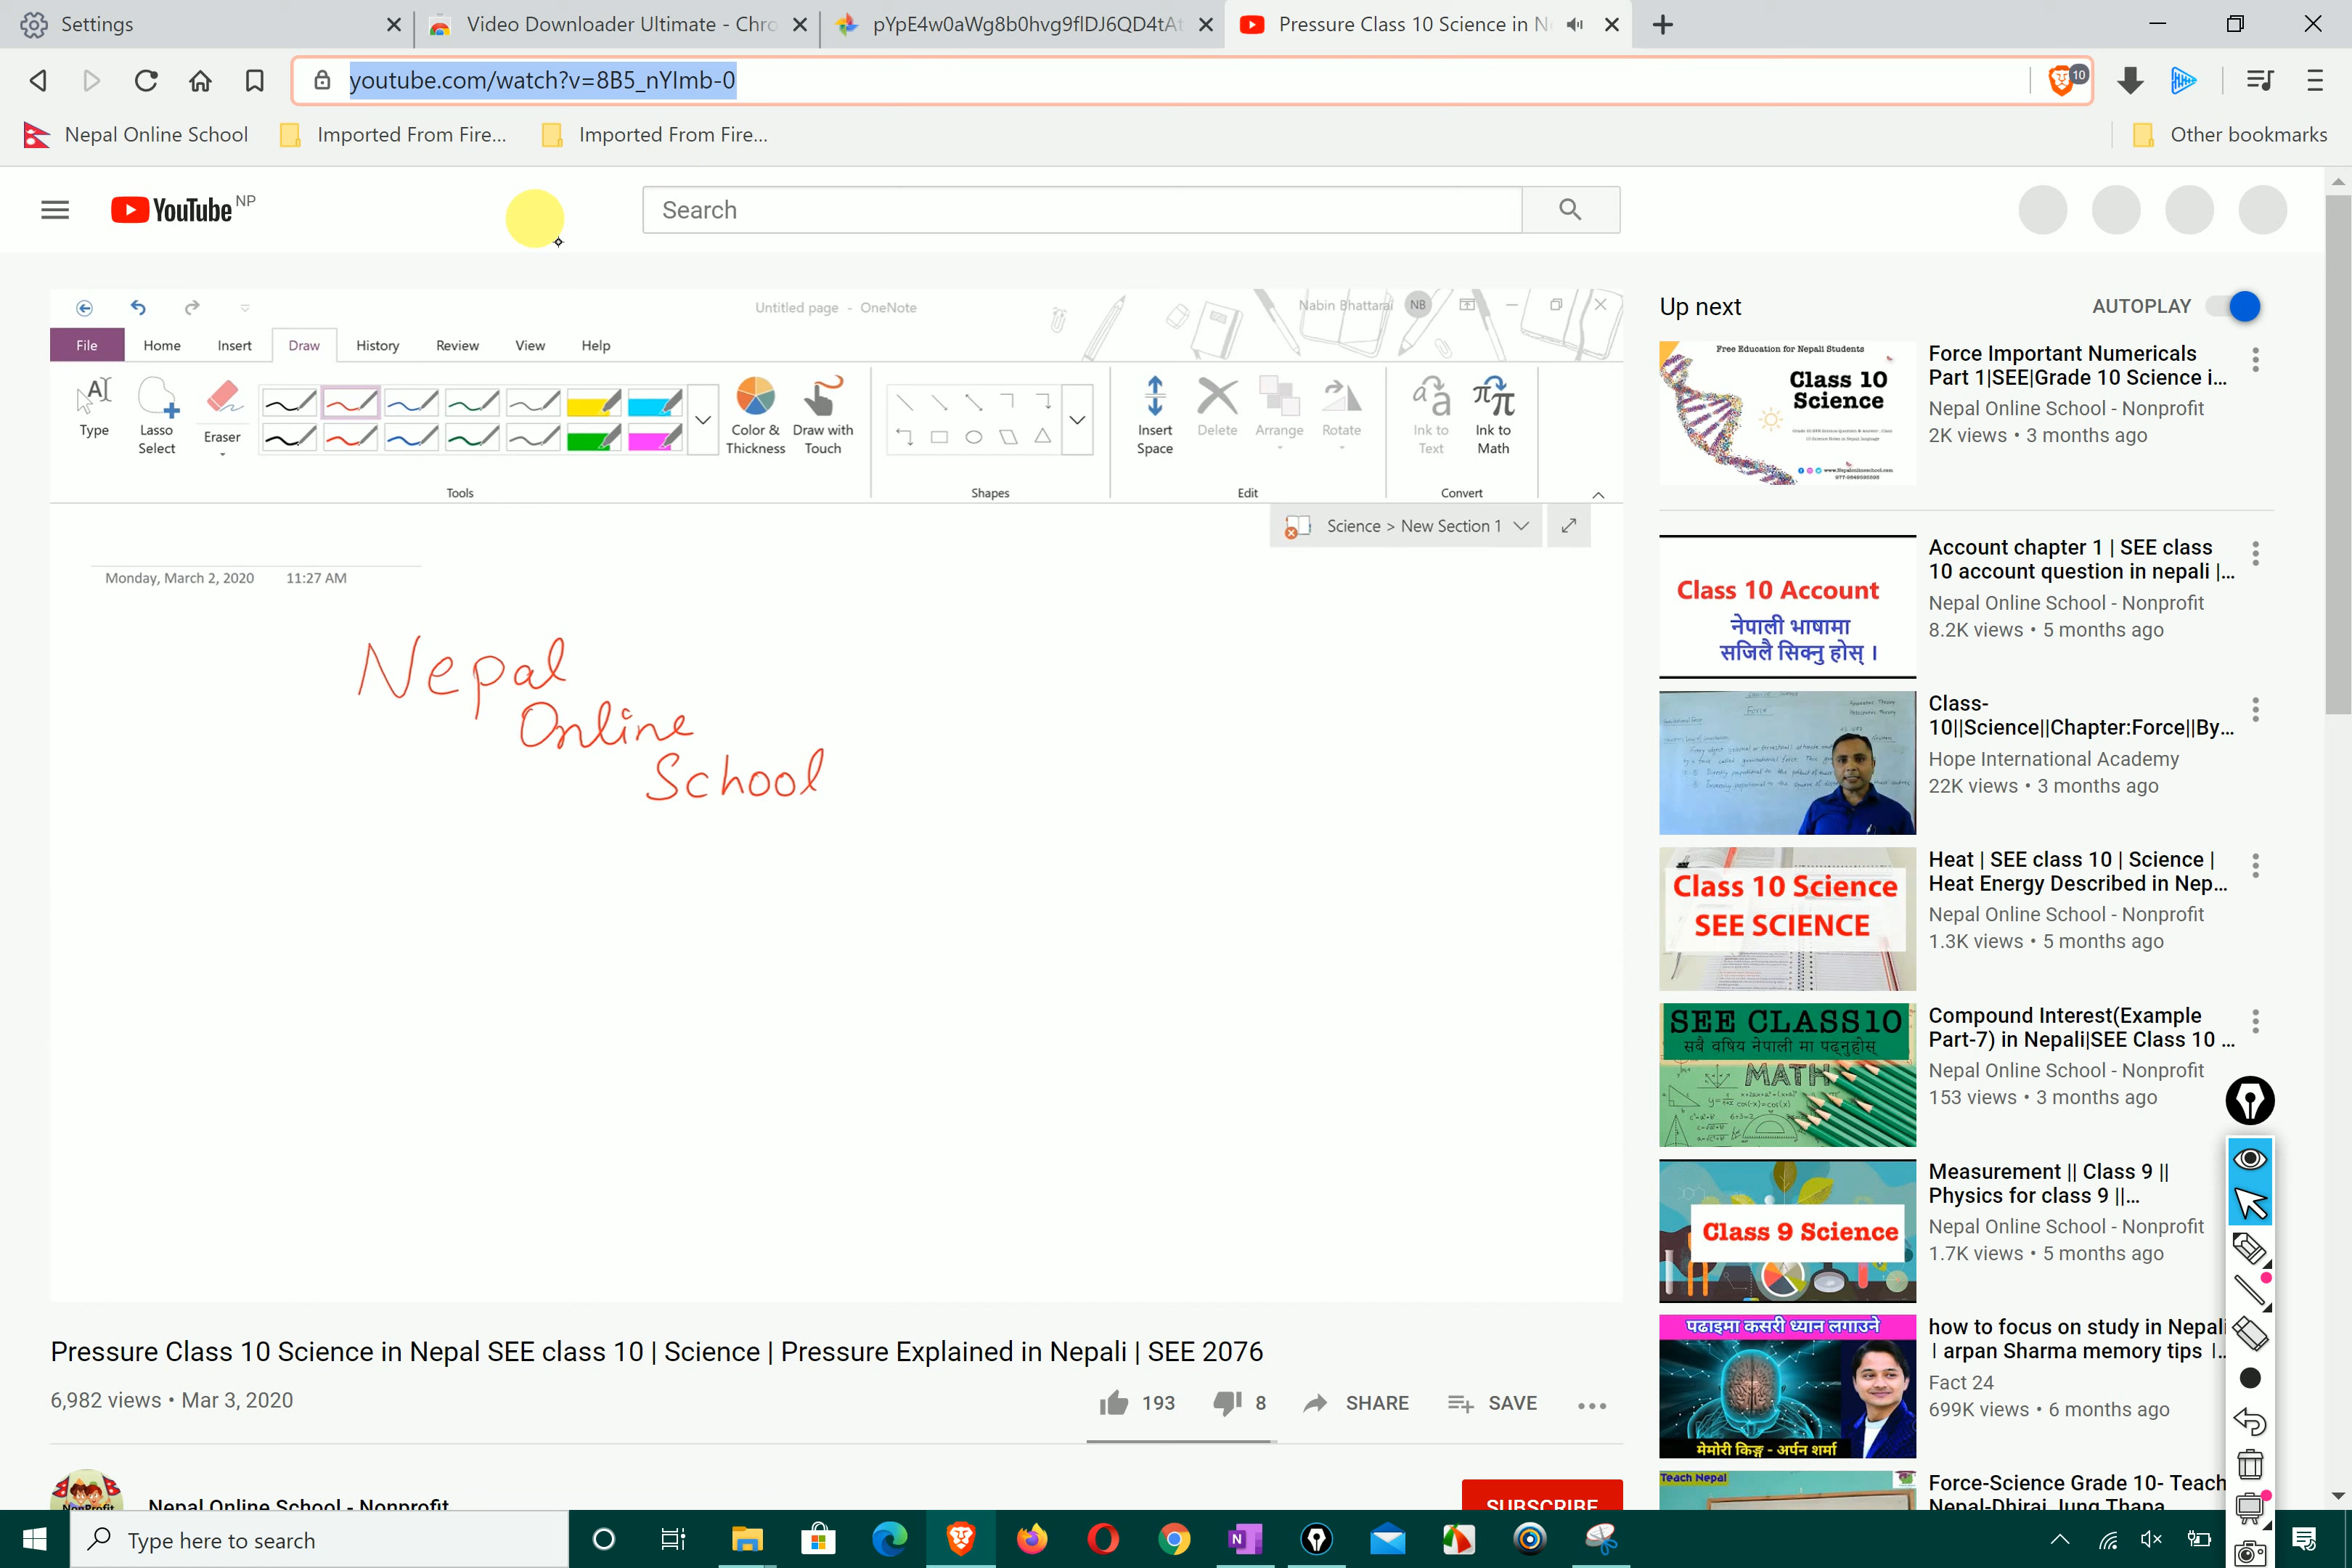 Settings
Video Downloader Ultimate - Chro
pYpE4w0aWg8b0hvg9flDJ6QD4tAt
Pressure Class 10 Science in N
youtube.com/watch?v=8B5_nYImb-0
10
Nepal Online School
Imported From Fire...
Imported From Fire...
Other bookmarks
YouTube NP
Search
Untitled page - OneNote
Nabin Bhattarai NB
File Home Insert Draw History Review View Help
Type
Lasso Select
Eraser
Color & Thickness
Draw with Touch
Insert Space
Delete
Arrange
Rotate
Ink to Text
Ink to Math
Tools
Shapes
Edit
Convert
Science > New Section 1
Monday, March 2, 2020 11:27 AM
Nepal
Online
School
Pressure Class 10 Science in Nepal SEE class 10 | Science | Pressure Explained in Nepali | SEE 2076
6,982 views • Mar 3, 2020
193
8
SHARE
SAVE
NonProfit
Nepal Online School - Nonprofit
SUBSCRIBE
Up next
AUTOPLAY
Free Education for Nepali Students
Class 10
Science
www.Nepalonlineschool.com
Force Important Numericals
Part 1|SEE|Grade 10 Science i...
Nepal Online School - Nonprofit
2K views • 3 months ago
Class 10 Account
नेपाली भाषामा
सजिलै सिक्नु होस् ।
Account chapter 1 | SEE class
10 account question in nepali |...
Nepal Online School - Nonprofit
8.2K views • 5 months ago
Force
Class-
10||Science||Chapter:Force||By...
Hope International Academy
22K views • 3 months ago
Class 10 Science
SEE SCIENCE
Heat | SEE class 10 | Science |
Heat Energy Described in Nep...
Nepal Online School - Nonprofit
1.3K views • 5 months ago
SEE CLASS10
सबै वषिय नेपाली मा पढ्नुहोस्
MATH
Compound Interest(Example
Part-7) in Nepali|SEE Class 10 ...
Nepal Online School - Nonprofit
153 views • 3 months ago
Class 9 Science
Measurement || Class 9 ||
Physics for class 9 ||...
Nepal Online School - Nonprofit
1.7K views • 5 months ago
पढाइमा कसरी ध्यान लगाउने
मेमोरी किङ्ग - अर्पन शर्मा
how to focus on study in Nepali
| arpan Sharma memory tips |...
Fact 24
699K views • 6 months ago
Teach Nepal
Force-Science Grade 10- Teach
Nepal-Dhiraj Jung Thapa
Type here to search